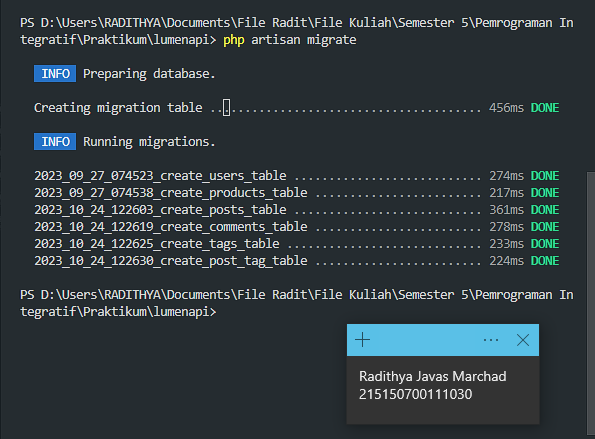 PS D:\Users\RADITHYA\Documents\File Radit\File Kuliah\Semester 5\Pemrograman In
tegratif\Praktikum\lumenapi> php artisan migrate
INFO Preparing database.
Creating migration table .................................... 456ms DONE
INFO Running migrations.
2023_09_27_074523_create_users_table .......................... 274ms DONE
2023_09_27_074538_create_products_table ....................... 217ms DONE
2023_10_24_122603_create_posts_table .......................... 361ms DONE
2023_10_24_122619_create_comments_table ....................... 278ms DONE
2023_10_24_122625_create_tags_table ........................... 233ms DONE
2023_10_24_122630_create_post_tag_table ....................... 224ms DONE
PS D:\Users\RADITHYA\Documents\File Radit\File Kuliah\Semester 5\Pemrograman In
tegratif\Praktikum\lumenapi>
Radithya Javas Marchad
215150700111030